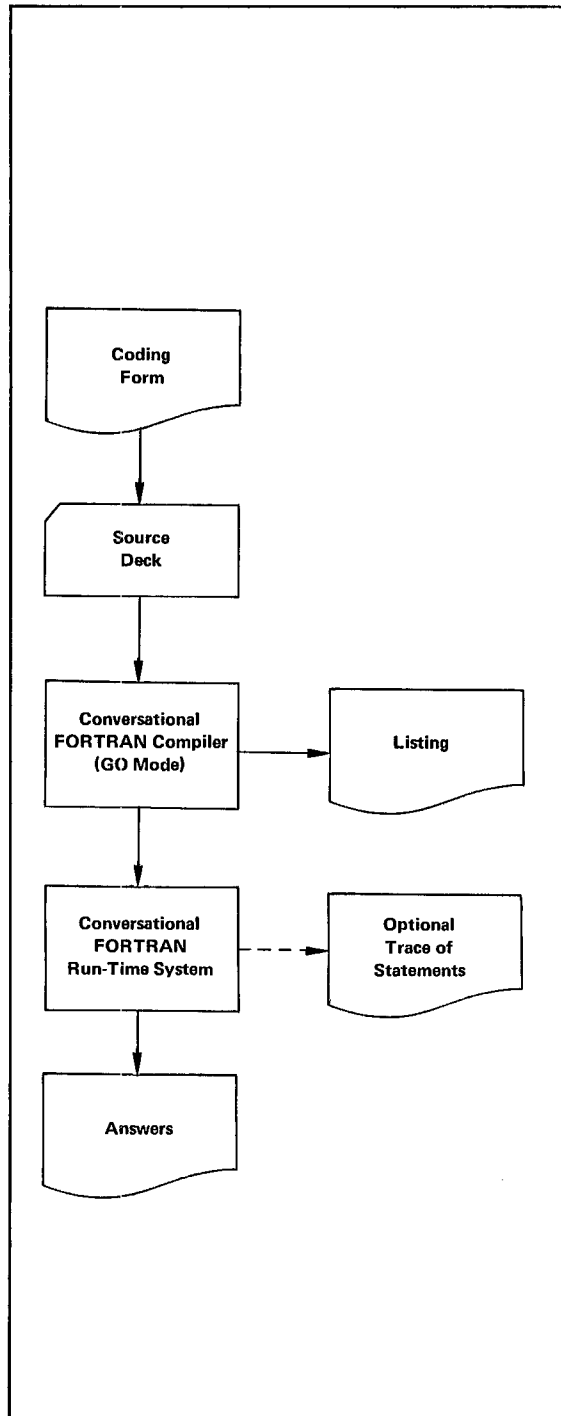 Coding
Form
Source
Deck
Conversational
FORTRAN Compiler
(GO Mode)
Listing
Conversational
FORTRAN
Run-Time System
Optional
Trace of
Statements
Answers